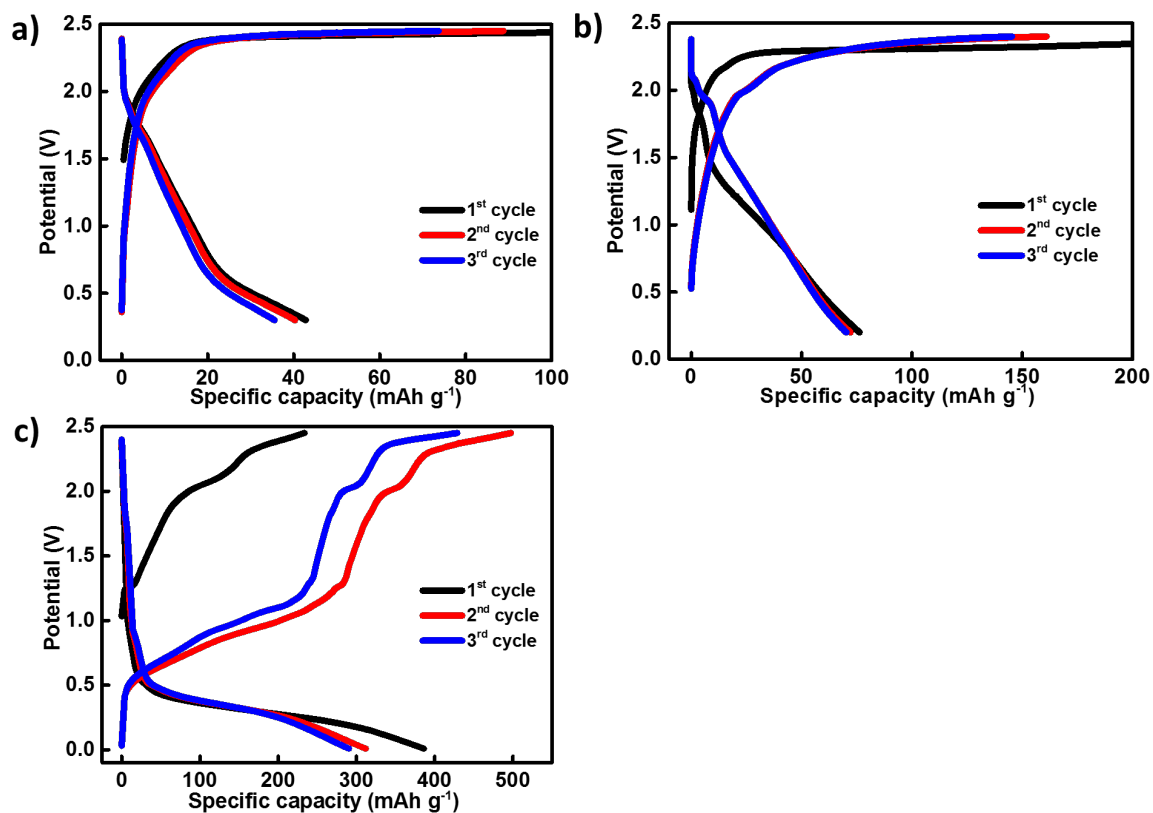 a)
2.5
2.0
1.5
1.0
0.5
0.0
Potential (V)
1st cycle
2nd cycle
3rd cycle
0 20 40 60 80 100
Specific capacity (mAh g-1)
b)
2.5
2.0
1.5
1.0
0.5
0.0
Potential (V)
1st cycle
2nd cycle
3rd cycle
0 50 100 150 200
Specific capacity (mAh g-1)
c)
2.5
2.0
1.5
1.0
0.5
0.0
Potential (V)
1st cycle
2nd cycle
3rd cycle
0 100 200 300 400 500
Specific capacity (mAh g-1)